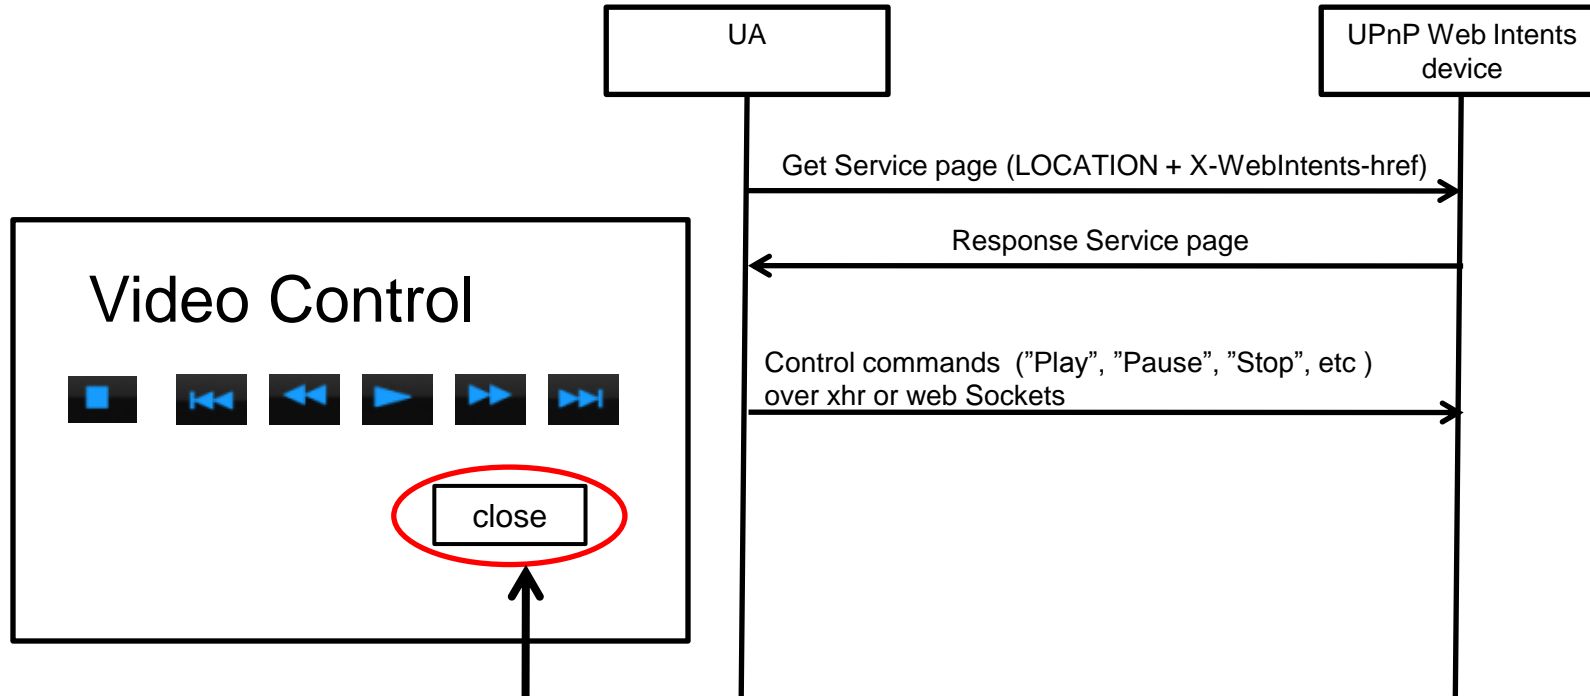 UA
UPnP Web Intents
device
Get Service page (LOCATION + X-WebIntents-href)
Response Service page
Video Control
Control commands  (”Play”, ”Pause”, ”Stop”, etc )
over xhr or web Sockets
close